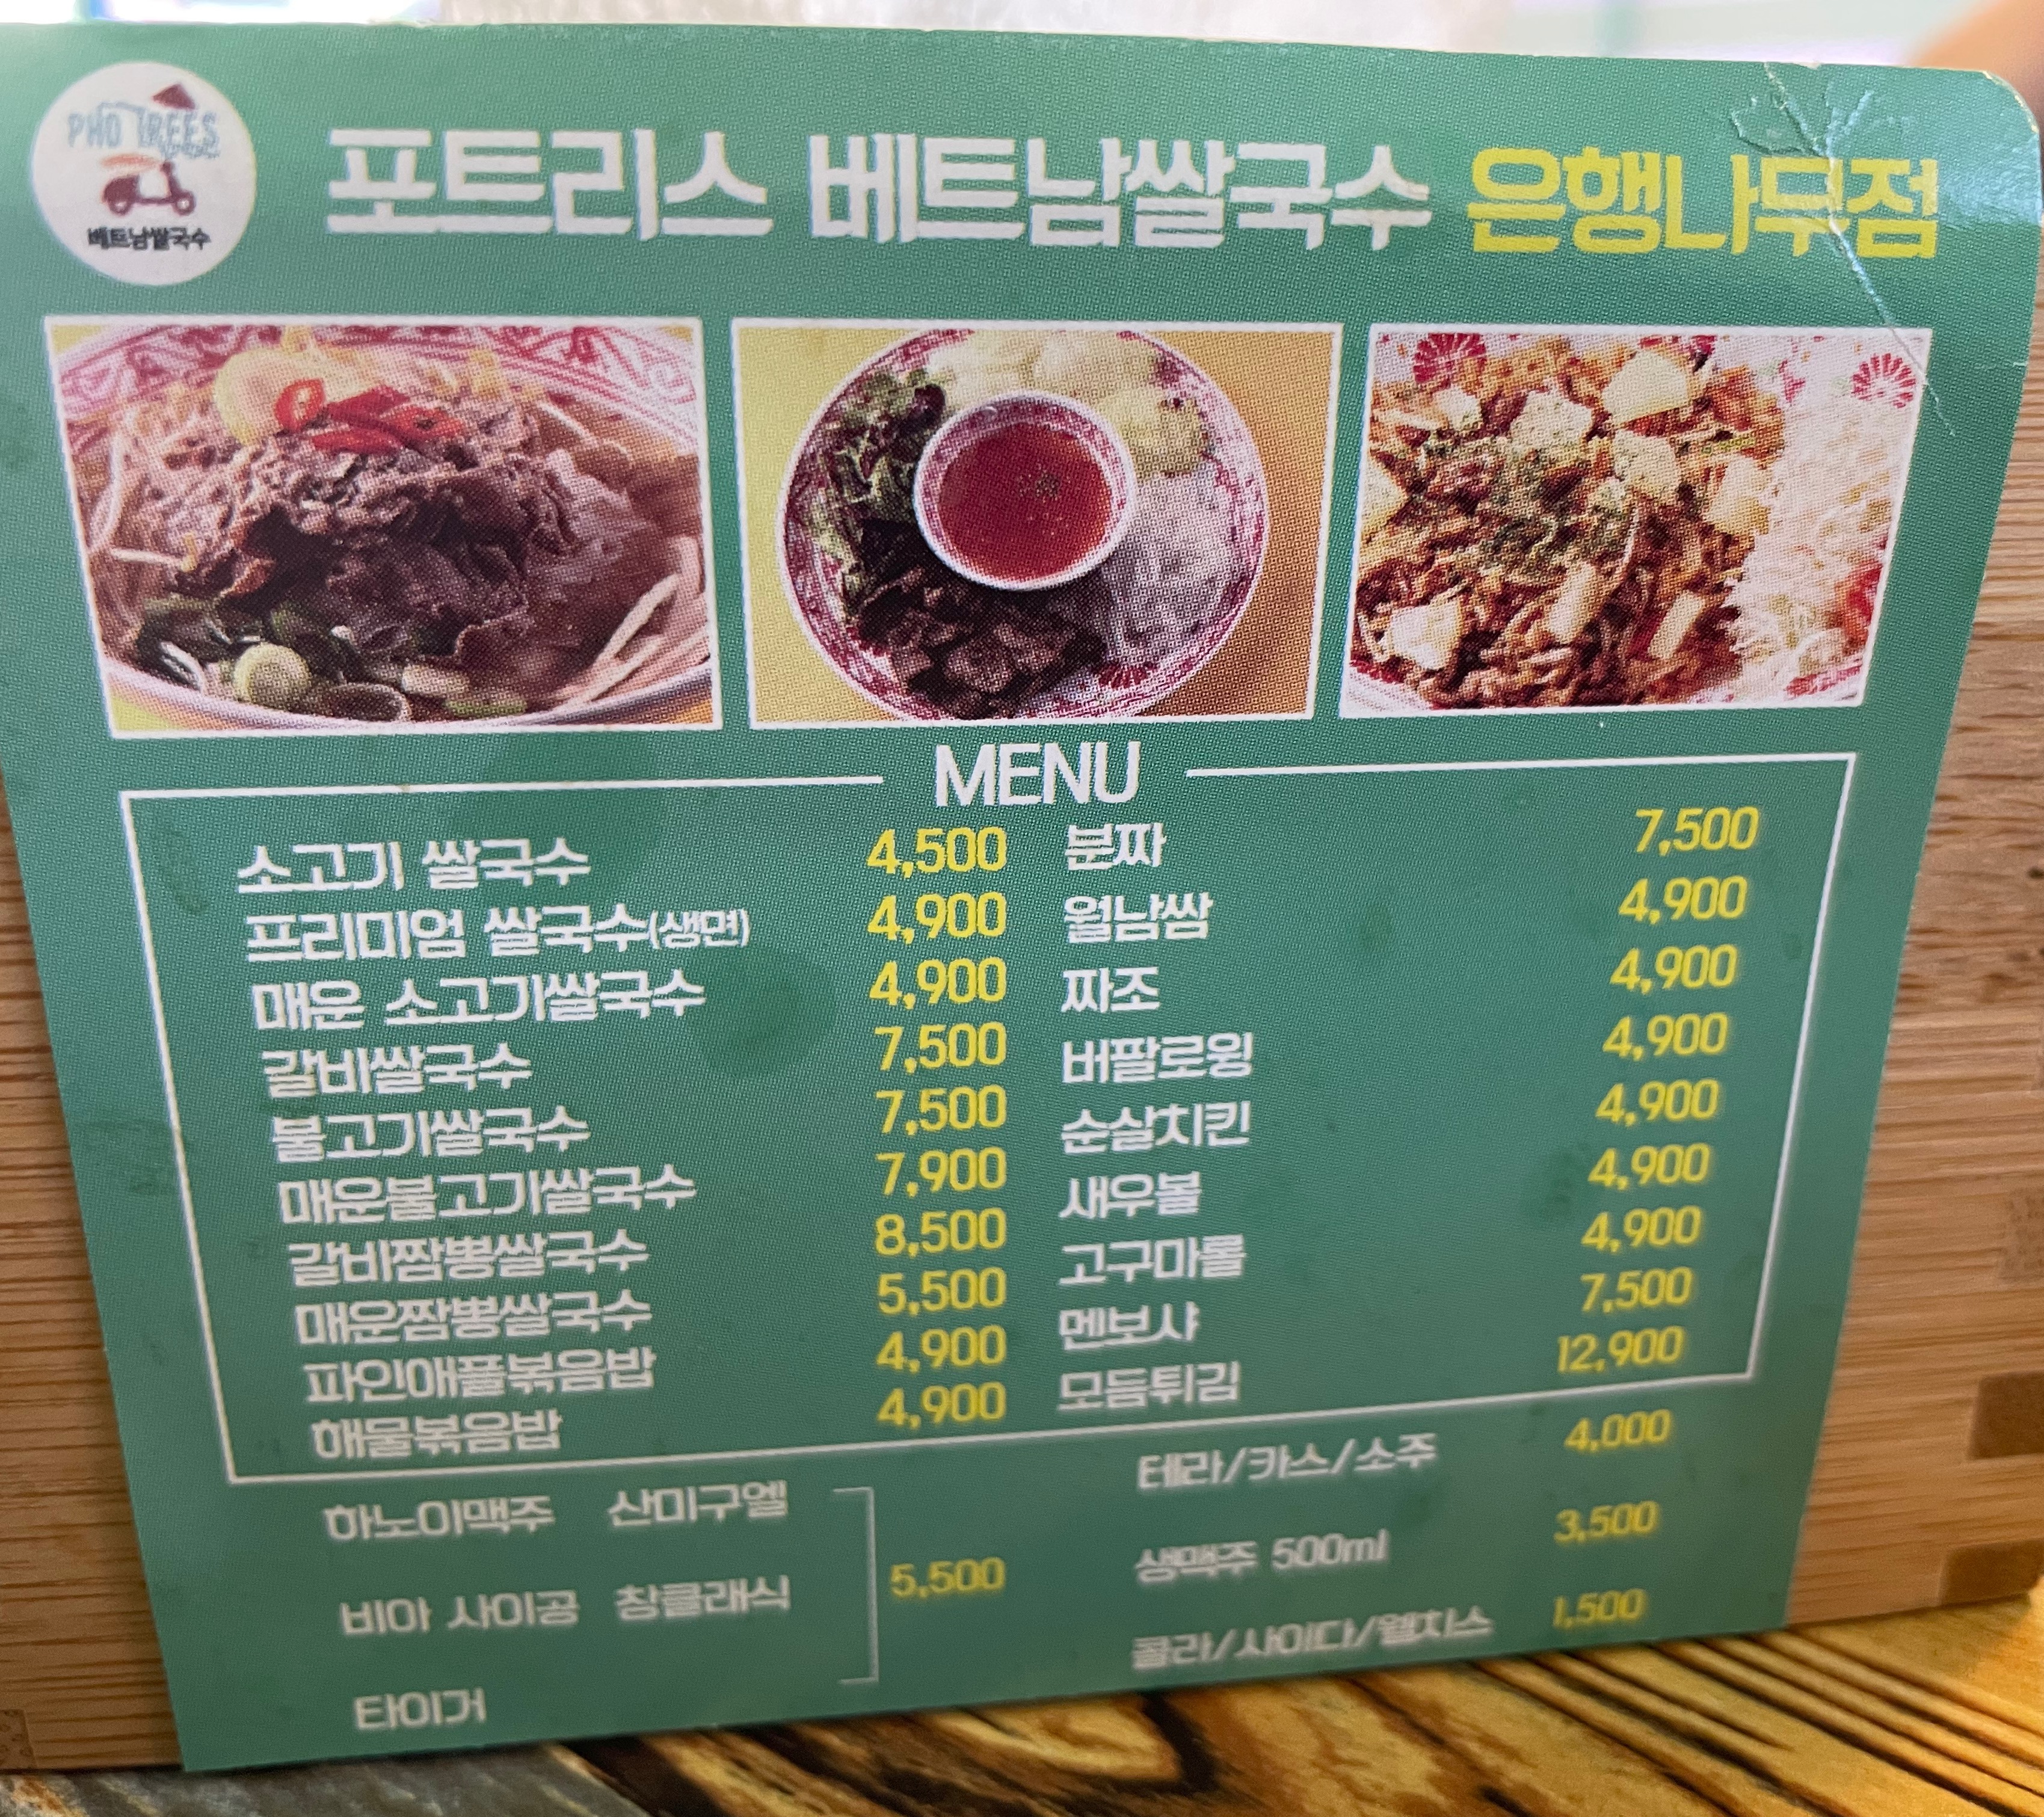 PHO TREES
베트남쌀국수
포트리스 베트남쌀국수 은행나무점
MENU
소고기 쌀국수 4,500
프리미엄 쌀국수(생면) 4,900
매운 소고기쌀국수 4,900
갈비쌀국수 7,500
불고기쌀국수 7,500
매운불고기쌀국수 7,900
갈비짬뽕쌀국수 8,500
매운짬뽕쌀국수 5,500
파인애플볶음밥 4,900
해물볶음밥 4,900
분짜 7,500
월남쌈 4,900
짜조 4,900
버팔로윙 4,900
순살치킨 4,900
새우볼 4,900
고구마롤 4,900
멘보샤 7,500
모듬튀김 12,900
하노이맥주 산미구엘
비아 사이공 창클래식 5,500
타이거
테라/카스/소주 4,000
생맥주 500ml 3,500
콜라/사이다/웰치스 1,500